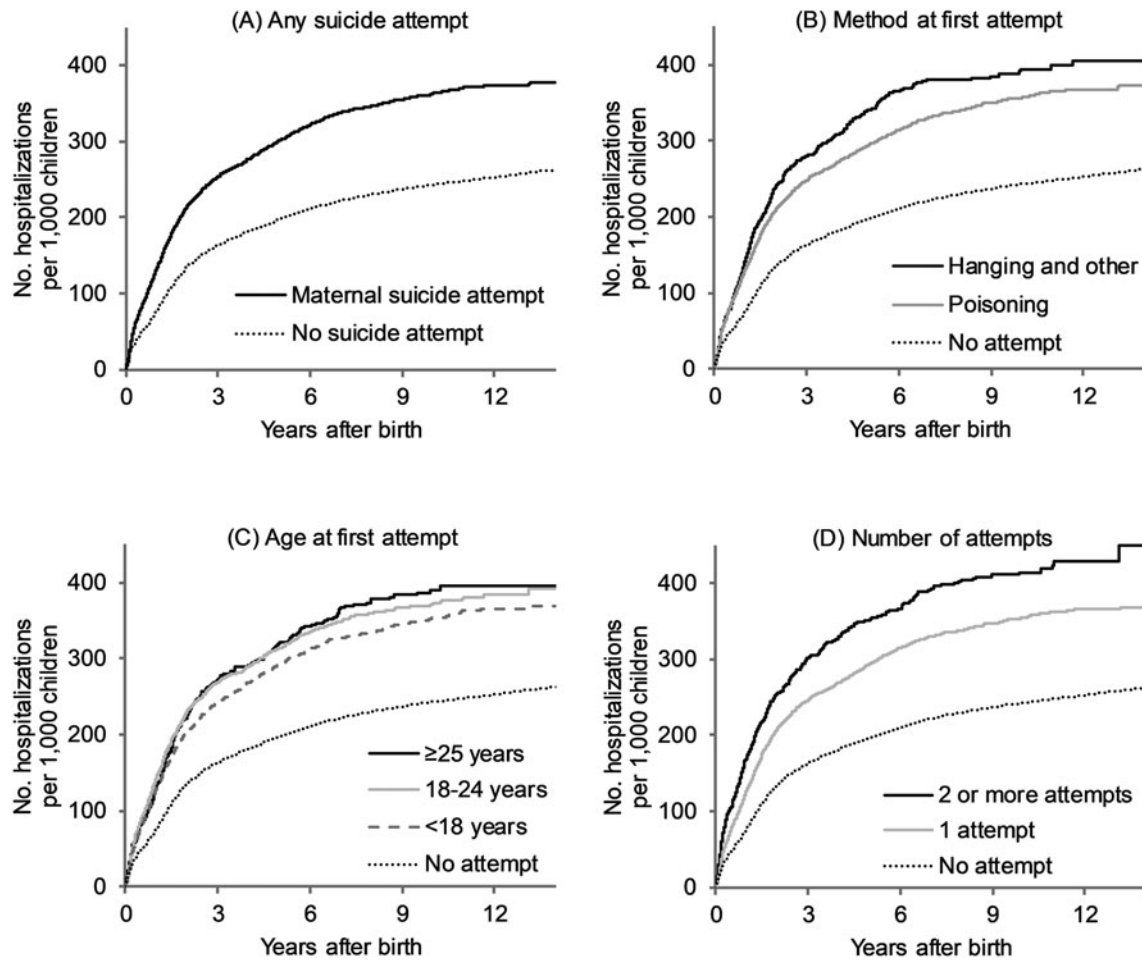 (A) Any suicide attempt
No. hospitalizations
per 1,000 children
400
300
200
100
0
Maternal suicide attempt
No suicide attempt
0 3 6 9 12
Years after birth
(B) Method at first attempt
No. hospitalizations
per 1,000 children
400
300
200
100
0
Hanging and other
Poisoning
No attempt
0 3 6 9 12
Years after birth
(C) Age at first attempt
No. hospitalizations
per 1,000 children
400
300
200
100
0
≥25 years
18-24 years
<18 years
No attempt
0 3 6 9 12
Years after birth
(D) Number of attempts
No. hospitalizations
per 1,000 children
400
300
200
100
0
2 or more attempts
1 attempt
No attempt
0 3 6 9 12
Years after birth